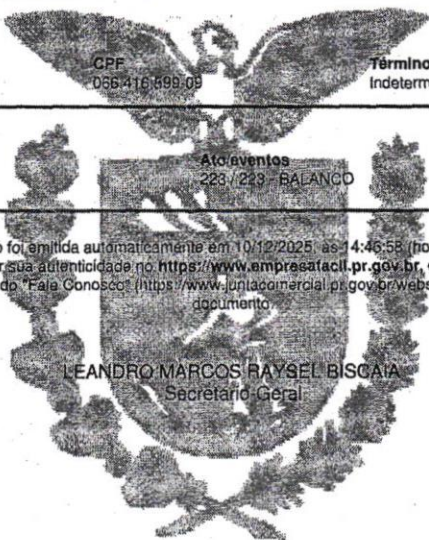 CPF
066.416.599-09
Término
Indeterm
Ato/eventos
223 / 223 - BALANCO
o foi emitida automaticamente em 10/12/2025, às 14:46:58 (ho
r sua autenticidade no https://www.empresafacil.pr.gov.br,
do "Fale Conosco" (https://www.juntacomercial.pr.gov.br/webs
documento.
LEANDRO MARCOS RAYSEL BISCAIA
Secretário-Geral